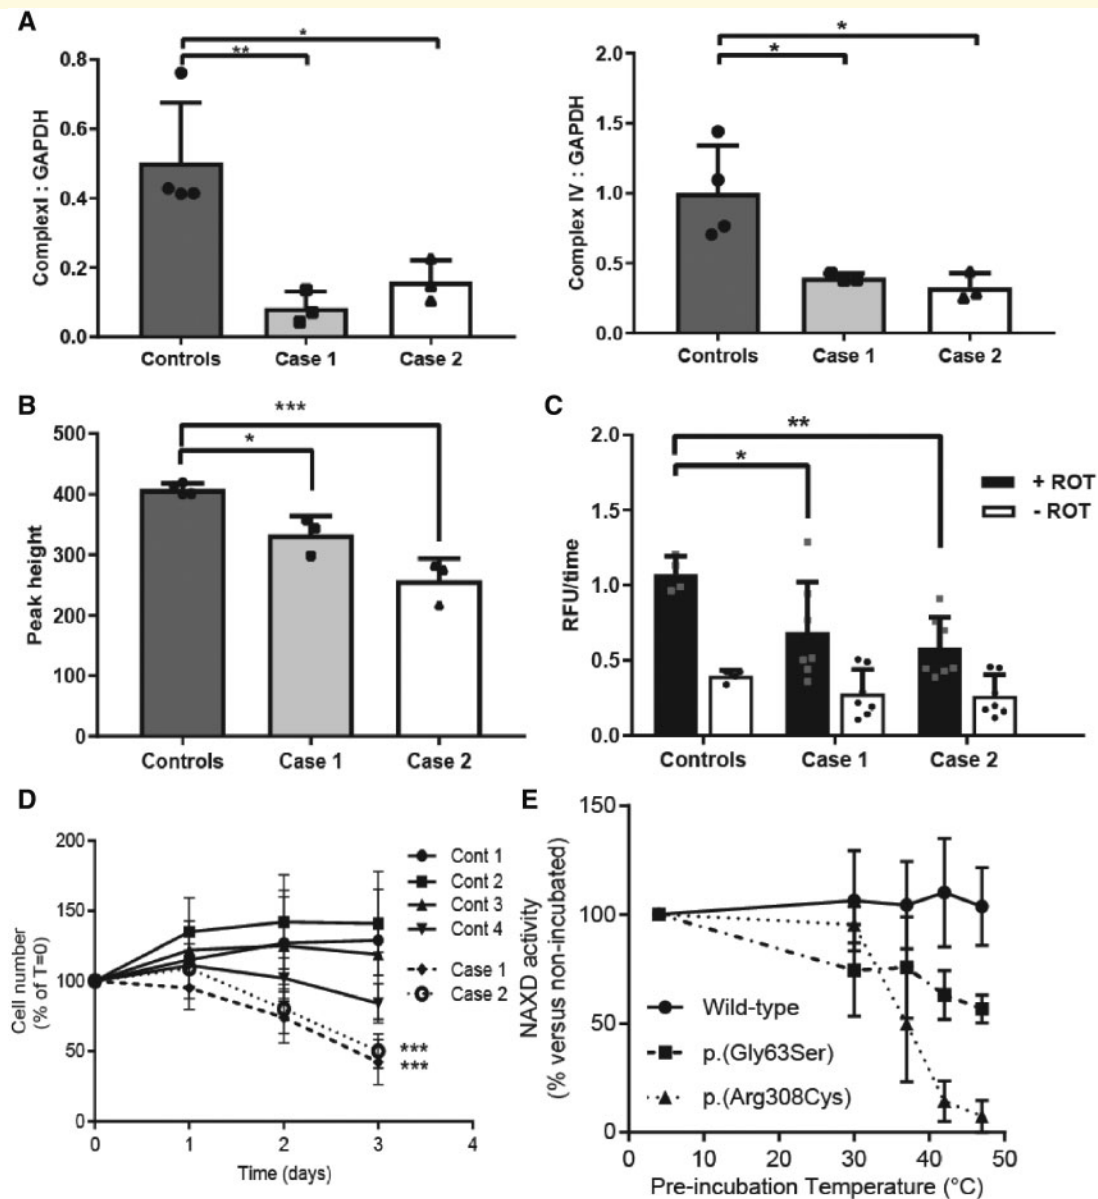 A
* 
**
0.8
0.6
0.4
0.2
0.0
ComplexI : GAPDH
Controls Case 1 Case 2
*
*
2.0
1.5
1.0
0.5
0.0
Complex IV : GAPDH
Controls Case 1 Case 2
B
***
*
500
400
300
200
100
0
Peak height
Controls Case 1 Case 2
C
**
*
2.0
1.5
1.0
0.5
0.0
RFU/time
+ ROT
- ROT
Controls Case 1 Case 2
D
200
150
100
50
0
Cell number
(% of T=0)
Cont 1
Cont 2
Cont 3
Cont 4
Case 1
Case 2
***
***
0 1 2 3 4
Time (days)
E
150
100
50
0
NAXD activity
(% versus non-incubated)
Wild-type
p.(Gly63Ser)
p.(Arg308Cys)
0 10 20 30 40 50
Pre-incubation Temperature (°C)